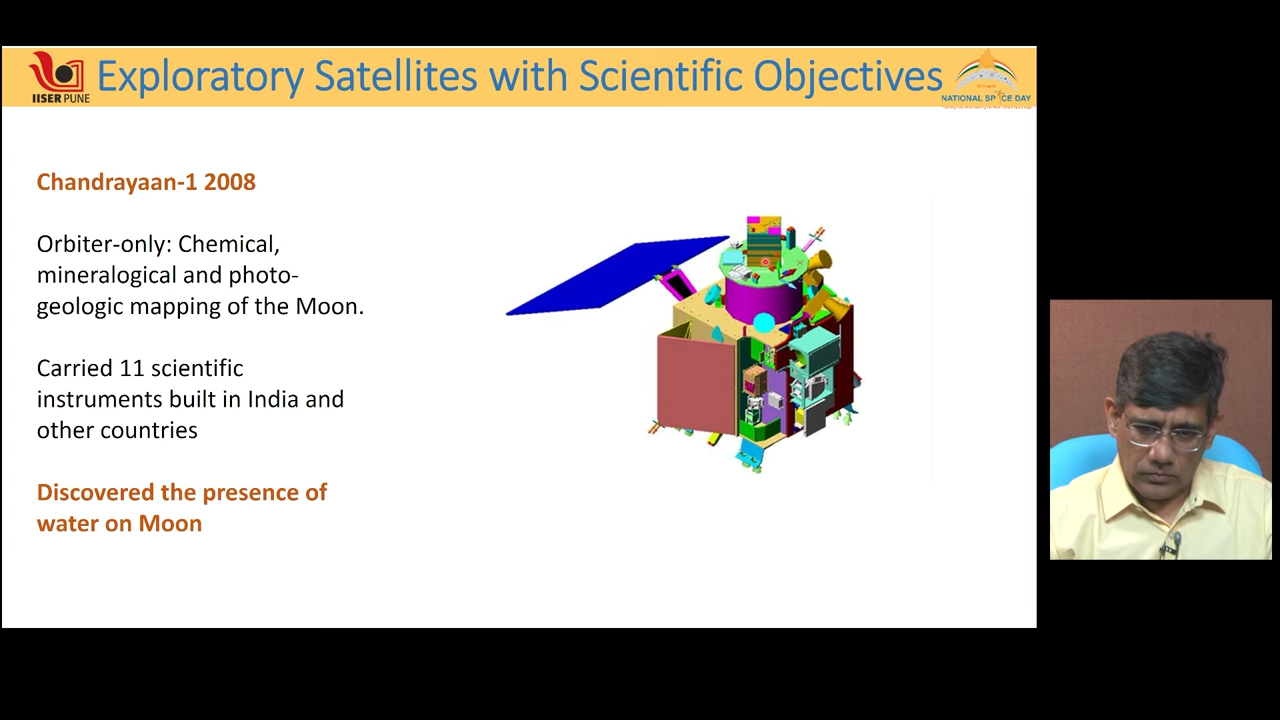 IISER PUNE
Exploratory Satellites with Scientific Objectives
NATIONAL SPACE DAY
Chandrayaan-1 2008
Orbiter-only: Chemical,
mineralogical and photo-
geologic mapping of the Moon.
Carried 11 scientific
instruments built in India and
other countries
Discovered the presence of
water on Moon